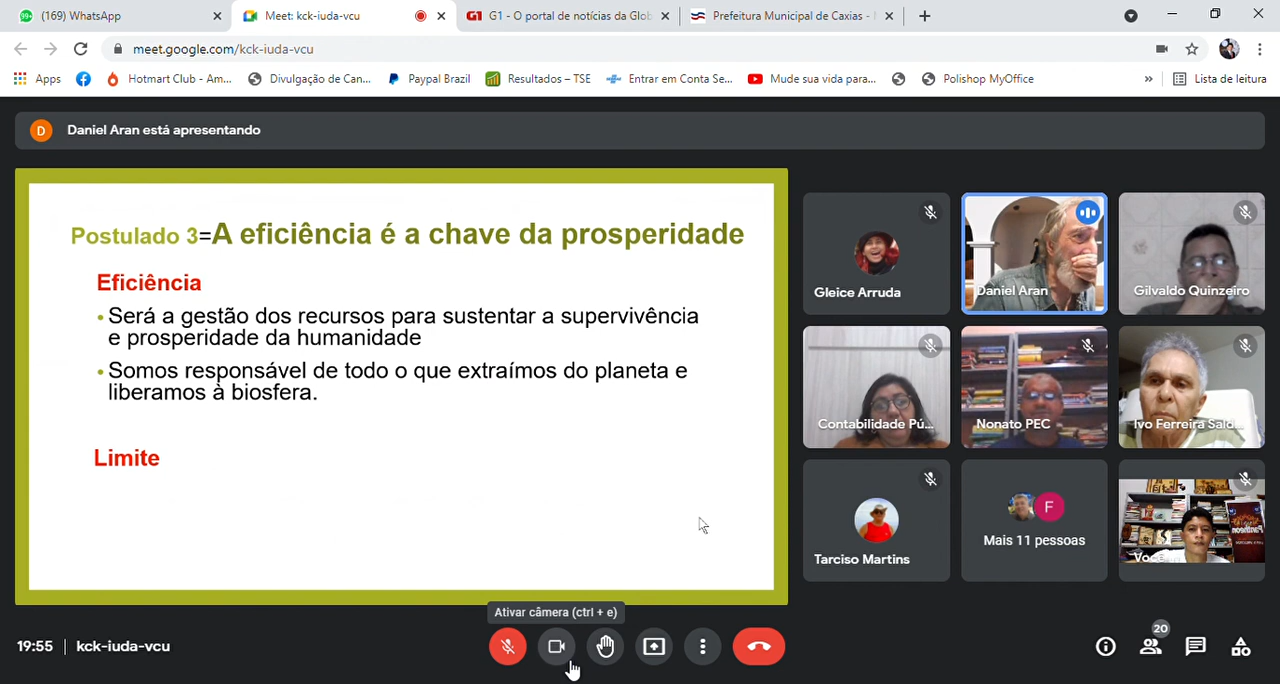 99+
(169) WhatsApp
Meet: kck-iuda-vcu
G1 - O portal de notícias da Glob
Prefeitura Municipal de Caxias -
meet.google.com/kck-iuda-vcu
Apps
Hotmart Club - Am...
Divulgação de Can...
Paypal Brazil
Resultados – TSE
Entrar em Conta Se...
Mude sua vida para...
Polishop MyOffice
»
Lista de leitura
D
Daniel Aran está apresentando
Postulado 3=A eficiência é a chave da prosperidade
Eficiência
• Será a gestão dos recursos para sustentar a supervivência
e prosperidade da humanidade
• Somos responsável de todo o que extraímos do planeta e
liberamos à biosfera.
Limite
Gleice Arruda
Daniel Aran
Gilvaldo Quinzeiro
Contabilidade Pú...
Nonato PEC
Ivo Ferreira Sald...
Tarciso Martins
F
Mais 11 pessoas
Você
Ativar câmera (ctrl + e)
19:55 | kck-iuda-vcu
20